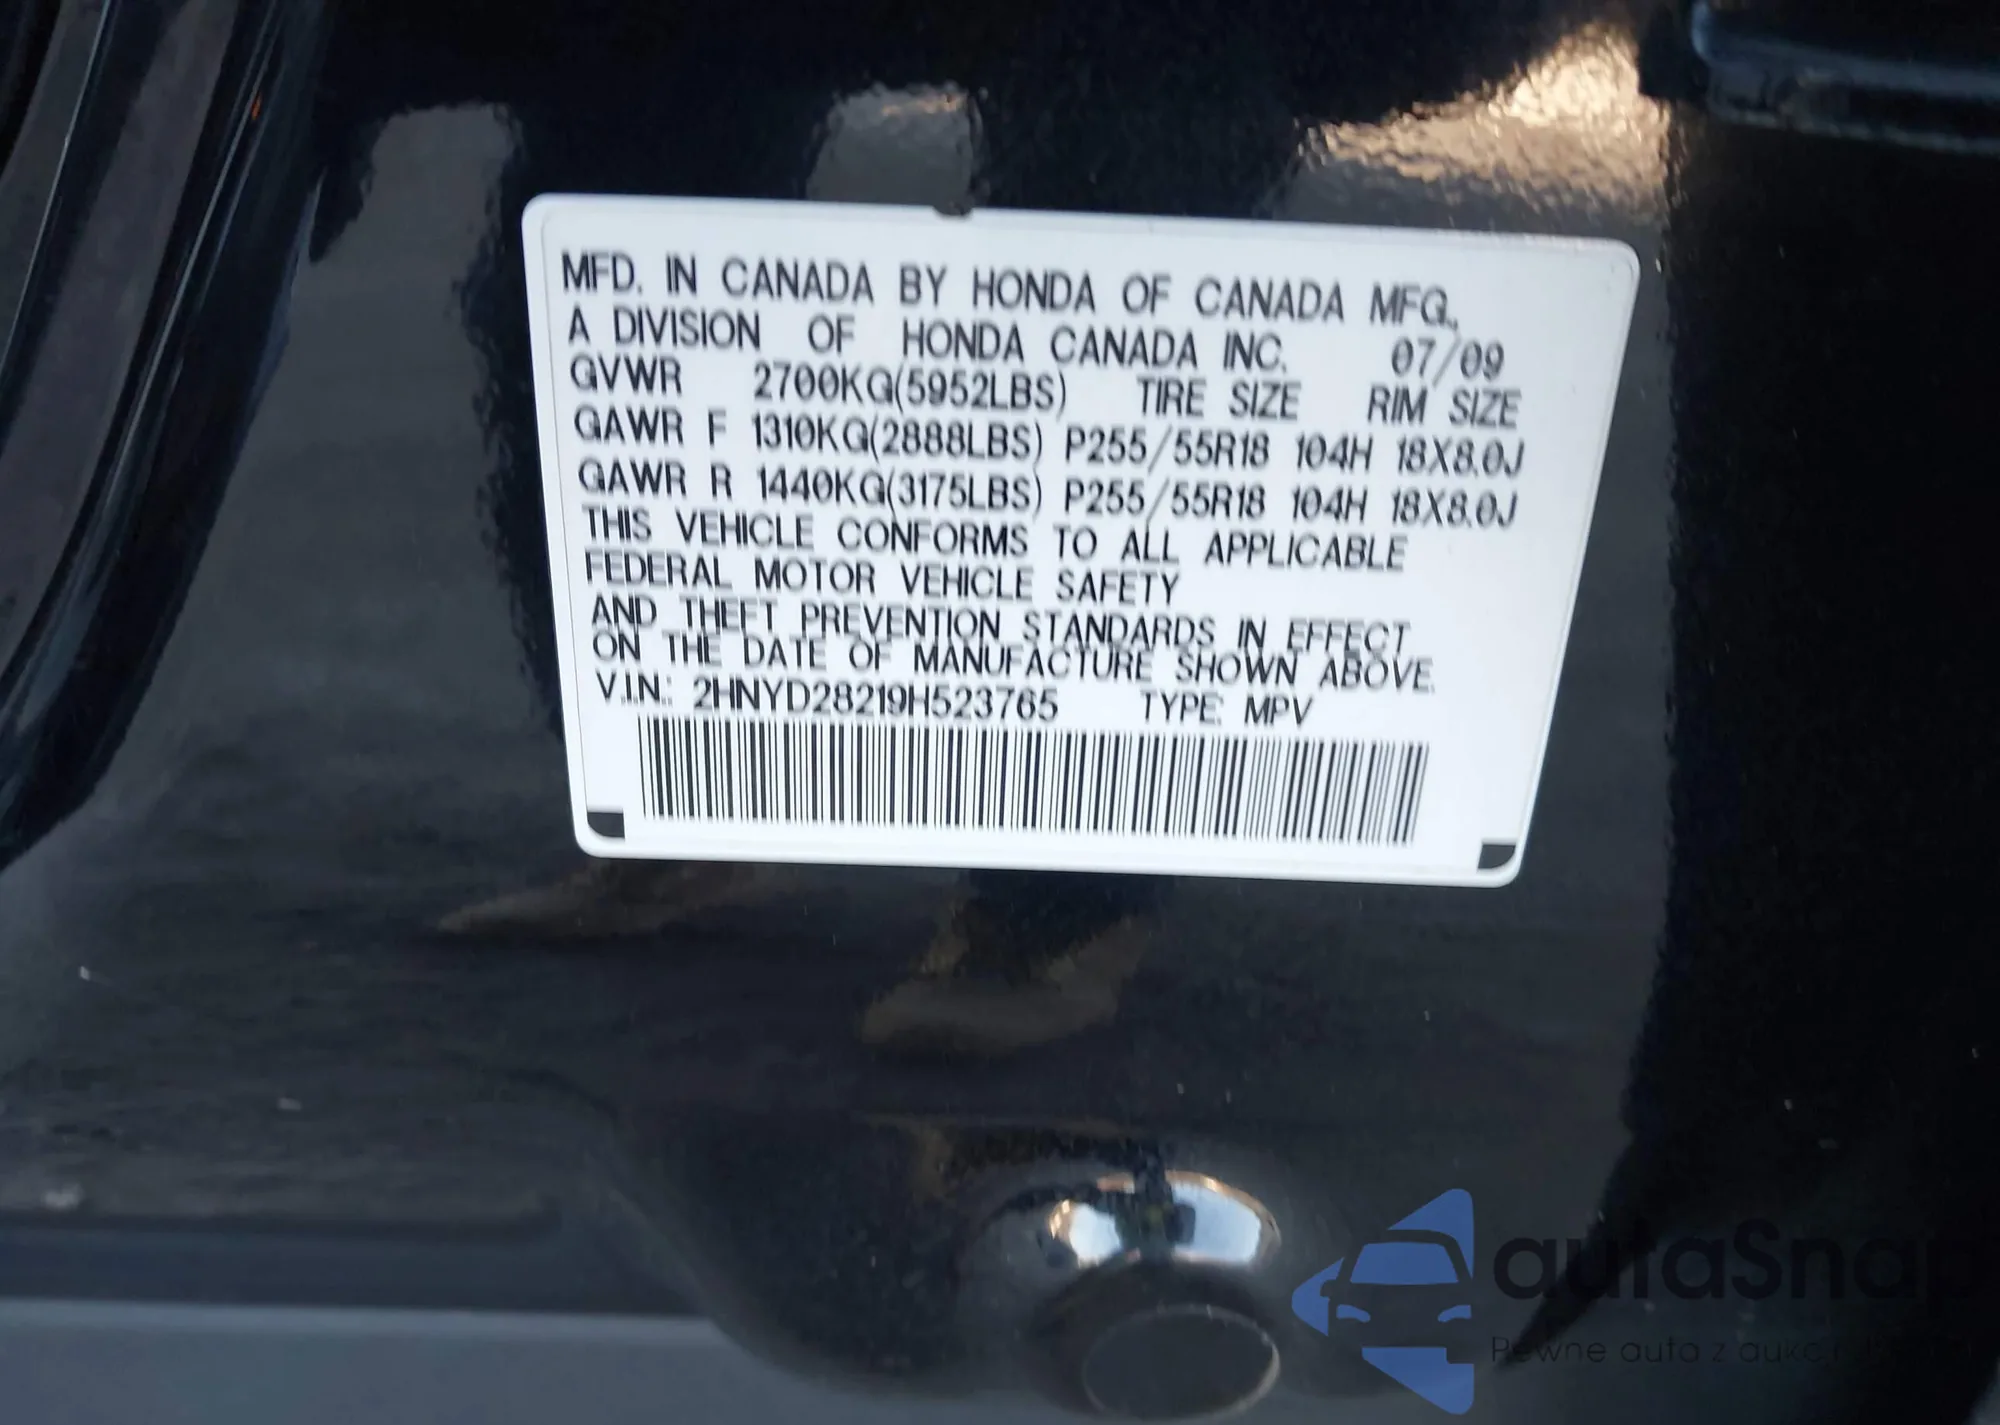 MFD. IN CANADA BY HONDA OF CANADA MFG.,
A DIVISION OF HONDA CANADA INC. 07/09
GVWR 2700KG(5952LBS) TIRE SIZE RIM SIZE
GAWR F 1310KG(2888LBS) P255/55R18 104H 18X8.0J
GAWR R 1440KG(3175LBS) P255/55R18 104H 18X8.0J
THIS VEHICLE CONFORMS TO ALL APPLICABLE
FEDERAL MOTOR VEHICLE SAFETY
AND THEFT PREVENTION STANDARDS IN EFFECT
ON THE DATE OF MANUFACTURE SHOWN ABOVE.
V.I.N.: 2HNYD28219H523765 TYPE: MPV
autaSnap
Pewne auta z